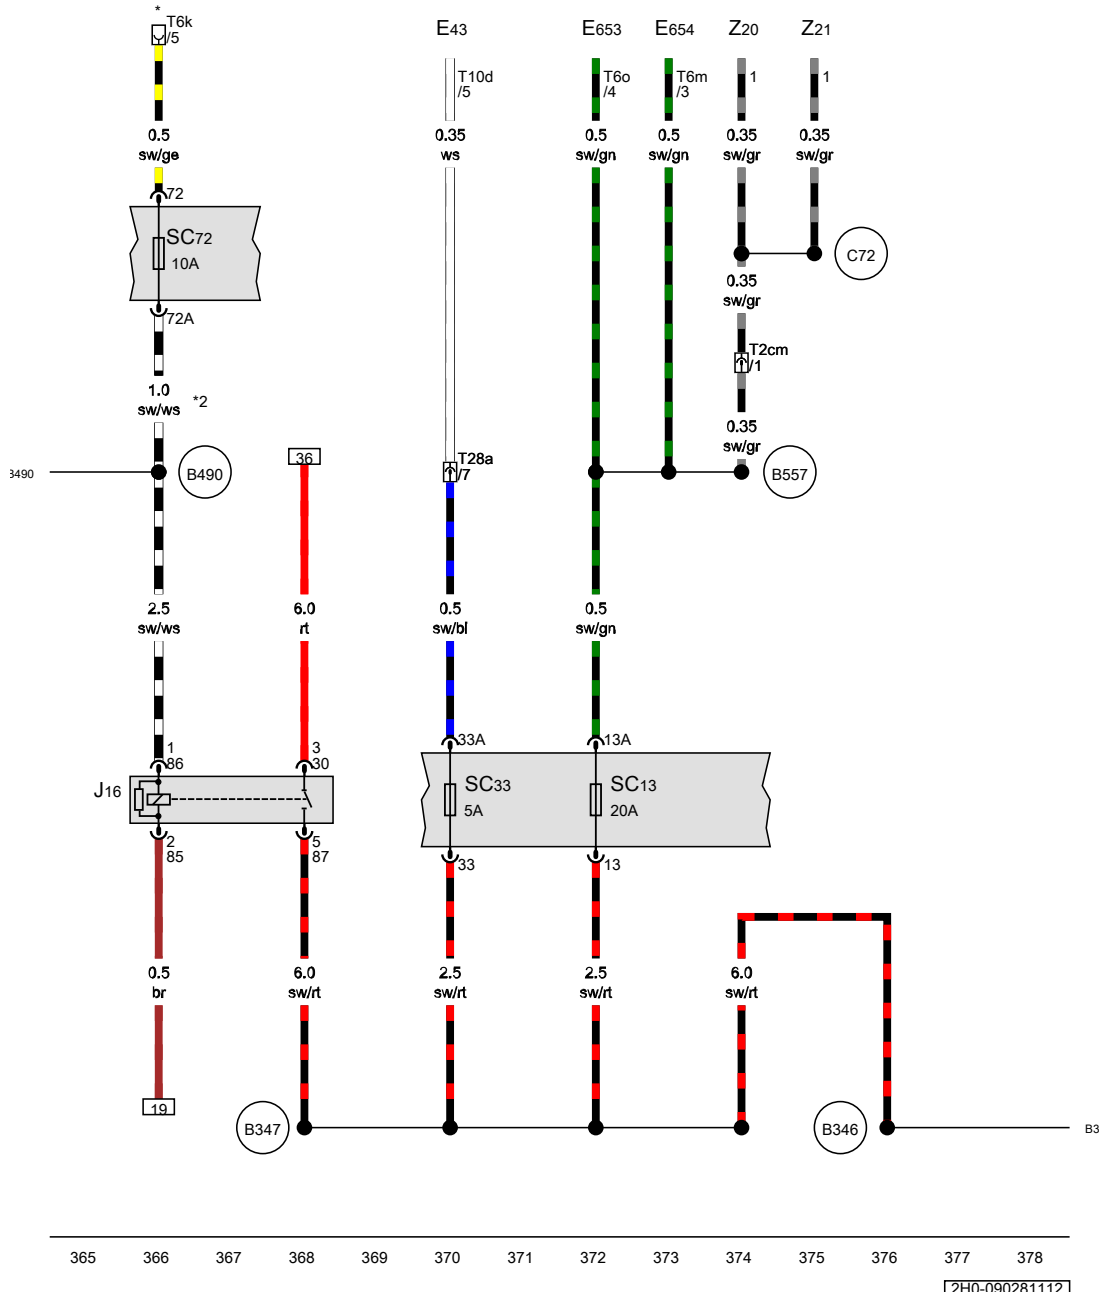 *
T6k
/5
E43
E653
E654
Z20
Z21
T10d
/5
T6o
/4
T6m
/3
1
1
0.5
sw/ge
0.35
ws
0.5
sw/gn
0.5
sw/gn
0.35
sw/gr
0.35
sw/gr
72
SC72
10A
C72
0.35
sw/gr
72A
T2cm
/1
1.0
sw/ws
*2
0.35
sw/gr
B490
B490
36
T28a
/7
B557
2.5
sw/ws
6.0
rt
0.5
sw/bl
0.5
sw/gn
1
86
3
30
33A
13A
J16
SC33
5A
SC13
20A
2
85
5
87
33
13
0.5
br
6.0
sw/rt
2.5
sw/rt
2.5
sw/rt
6.0
sw/rt
19
B347
B346
B3
365 366 367 368 369 370 371 372 373 374 375 376 377 378
2H0-090281112